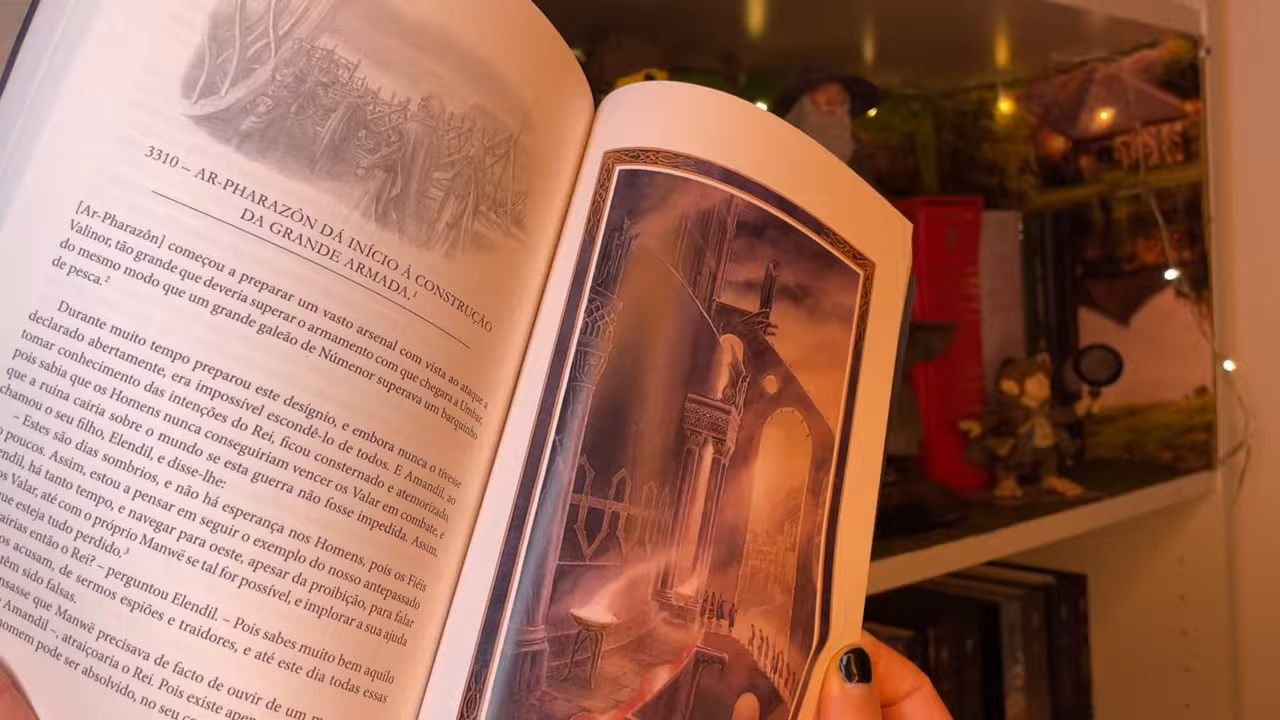 3310 – AR-PHARAZÔN DÁ INÍCIO À CONSTRUÇÃO
DA GRANDE ARMADA.¹
[Ar-Pharazôn] começou a preparar um vasto arsenal com vista ao ataque a
Valinor, tão grande que deveria superar o armamento com que chegara a Umbar,
do mesmo modo que um grande galeão de Númenor superava um barquinho
de pesca.²
Durante muito tempo preparou este desígnio, e embora nunca o tivesse
declarado abertamente, era impossível escondê-lo de todos. E Amandil, ao
tomar conhecimento das intenções do Rei, ficou consternado e atemorizado,
pois sabia que os Homens nunca conseguiriam vencer os Valar em combate, e
que a ruína cairia sobre o mundo se esta guerra não fosse impedida. Assim,
chamou o seu filho, Elendil, e disse-lhe:
– Estes são dias sombrios, e não há esperança nos Homens, pois os Fiéis
poucos. Assim, estou a pensar em seguir o exemplo do nosso antepassado
há tanto tempo, e navegar para oeste, apesar da proibição, para falar
Valar, até com o próprio Manwë se tal for possível, e implorar a sua ajuda
esteja tudo perdido.³
então o Rei? – perguntou Elendil. – Pois sabes muito bem aquilo
acusam, de sermos espiões e traidores, e até este dia todas essas
têm sido falsas.
que Manwë precisava de facto de ouvir de um
Amandil –, atraiçoaria o Rei. Pois existe
homem pode ser absolvido, no seu